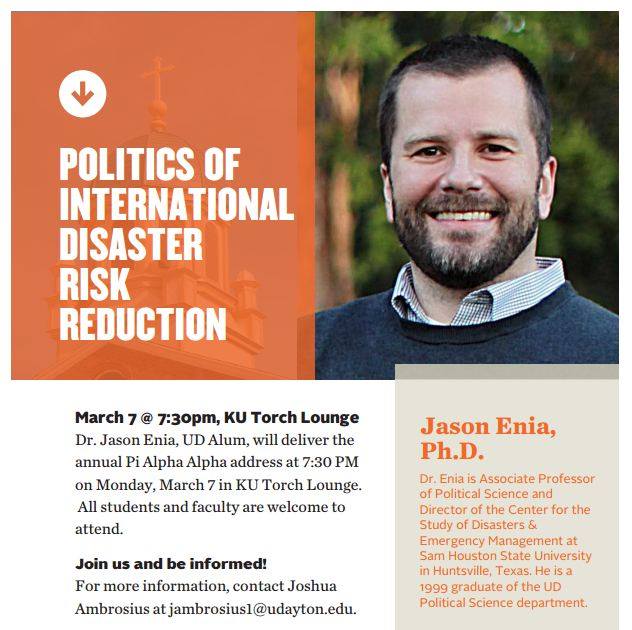 POLITICS OF
INTERNATIONAL
DISASTER
RISK
REDUCTION
March 7 @ 7:30pm, KU Torch Lounge
Dr. Jason Enia, UD Alum, will deliver the
annual Pi Alpha Alpha address at 7:30 PM
on Monday, March 7 in KU Torch Lounge.
All students and faculty are welcome to
attend.
Join us and be informed!
For more information, contact Joshua
Ambrosius at jambrosius1@udayton.edu.
Jason Enia,
Ph.D.
Dr. Enia is Associate Professor
of Political Science and
Director of the Center for the
Study of Disasters &
Emergency Management at
Sam Houston State University
in Huntsville, Texas. He is a
1999 graduate of the UD
Political Science department.